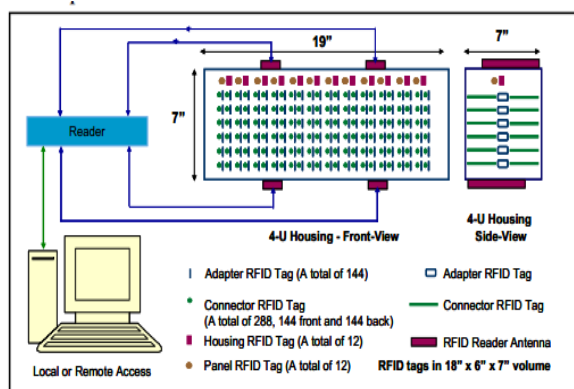 19”
7”
7”
Reader
4-U Housing - Front-View
4-U Housing
Side-View
Adapter RFID Tag (A total of 144)
Adapter RFID Tag
Connector RFID Tag
(A total of 288, 144 front and 144 back)
Connector RFID Tag
Housing RFID Tag (A total of 12)
RFID Reader Antenna
Panel RFID Tag (A total of 12)
RFID tags in 18” x 6” x 7” volume
Local or Remote Access